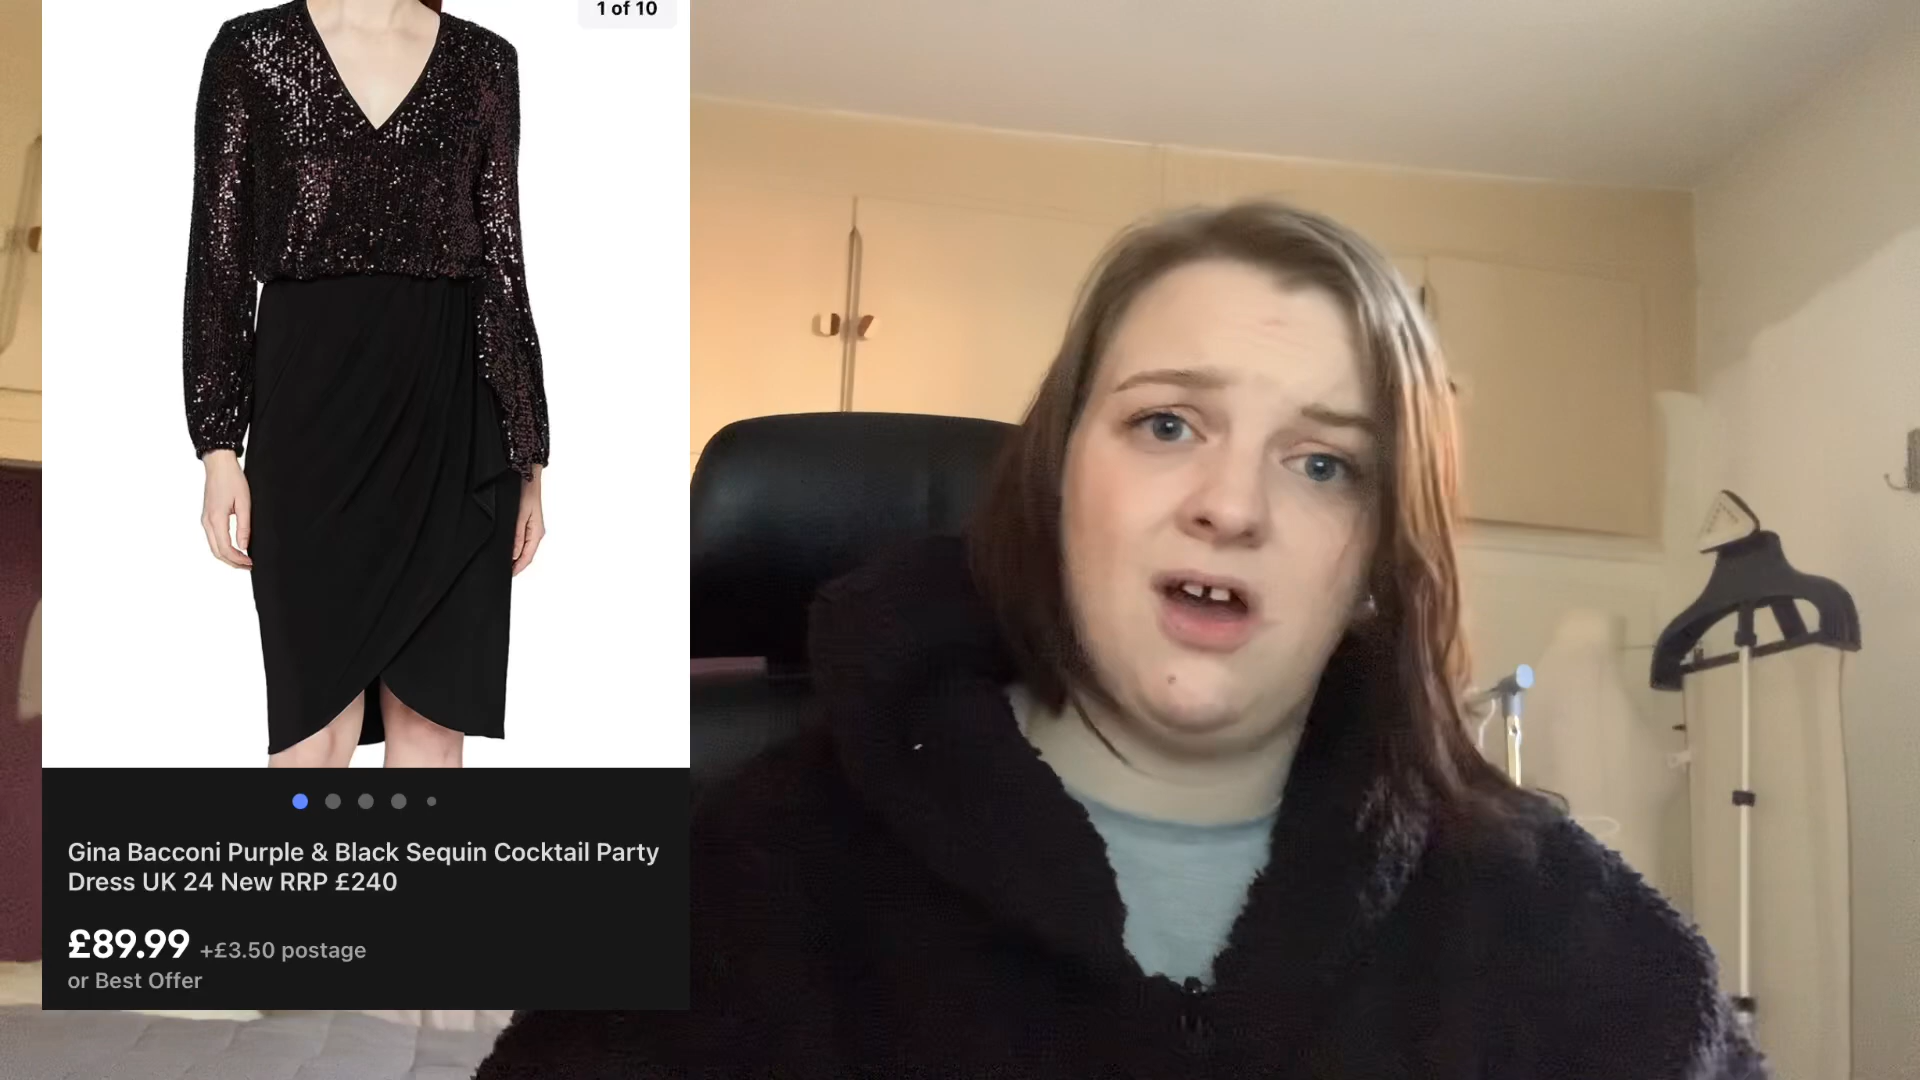 1 of 10
Gina Bacconi Purple & Black Sequin Cocktail Party
Dress UK 24 New RRP £240
£89.99 +£3.50 postage
or Best Offer